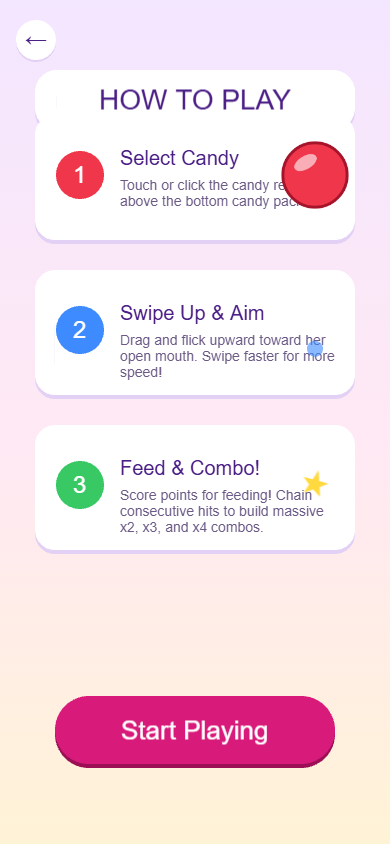 ←
HOW TO PLAY
1
Select Candy
Touch or click the candy
above the bottom candy
2
Swipe Up & Aim
Drag and flick upward toward her
open mouth. Swipe faster for more
speed!
3
Feed & Combo!
Score points for feeding! Chain
consecutive hits to build massive
x2, x3, and x4 combos.
Start Playing